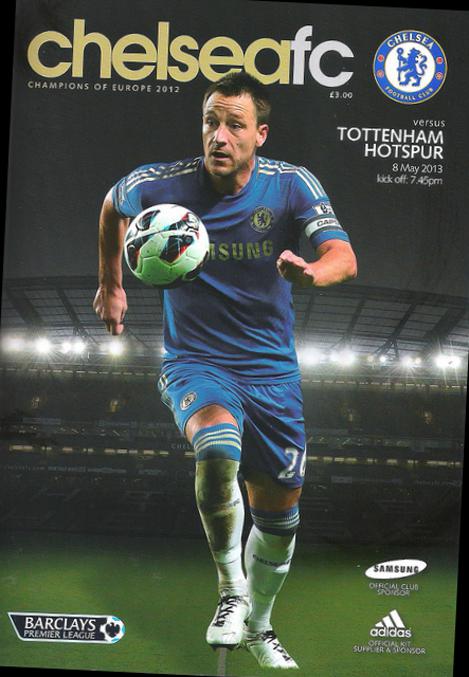 chelseafc
CHAMPIONS OF EUROPE 2012
£3.00
CHELSEA
FOOTBALL CLUB
versus
TOTTENHAM
HOTSPUR
8 May 2013
kick off: 7.45pm
SAMSUNG
26
CHELSEA
SAMSUNG
OFFICIAL CLUB
SPONSOR
BARCLAYS
PREMIER LEAGUE
adidas
OFFICIAL KIT
SUPPLIER & SPONSOR